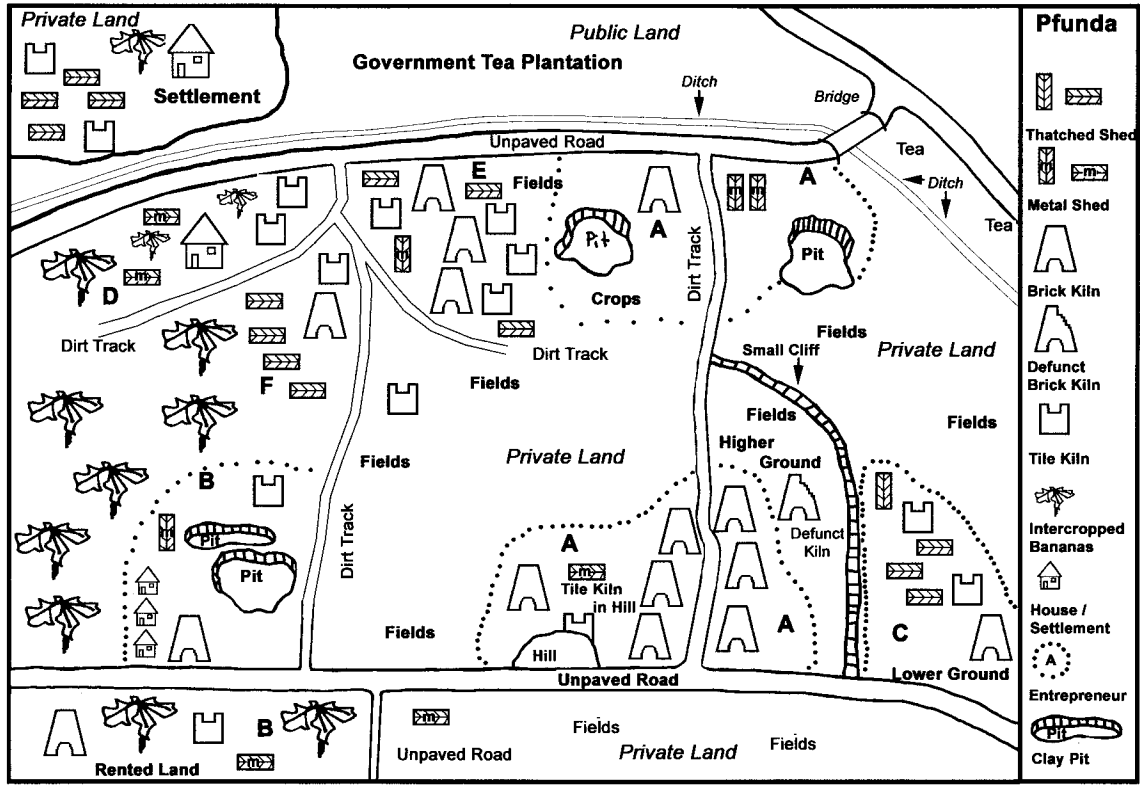 Private Land
Public Land
Government Tea Plantation
Settlement
Ditch
Bridge
Unpaved Road
Tea
Ditch
Tea
E
Fields
A
A
m
m
m
Pit
Pit
m
m
D
Crops
Dirt Track
Dirt Track
Dirt Track
Fields
Small Cliff
Private Land
F
Fields
Fields
Fields
Higher
Ground
Private Land
Fields
B
m
Pit
Pit
Dirt Track
A
m
Tile Kiln
in Hill
Defunct
Kiln
Fields
A
C
Hill
Unpaved Road
Lower Ground
B
m
Rented Land
m
Unpaved Road
Fields
Private Land
Fields
Pfunda
Thatched Shed
m
m
Metal Shed
Brick Kiln
Defunct
Brick Kiln
Tile Kiln
Intercropped
Bananas
House /
Settlement
A
Entrepreneur
Pit
Clay Pit